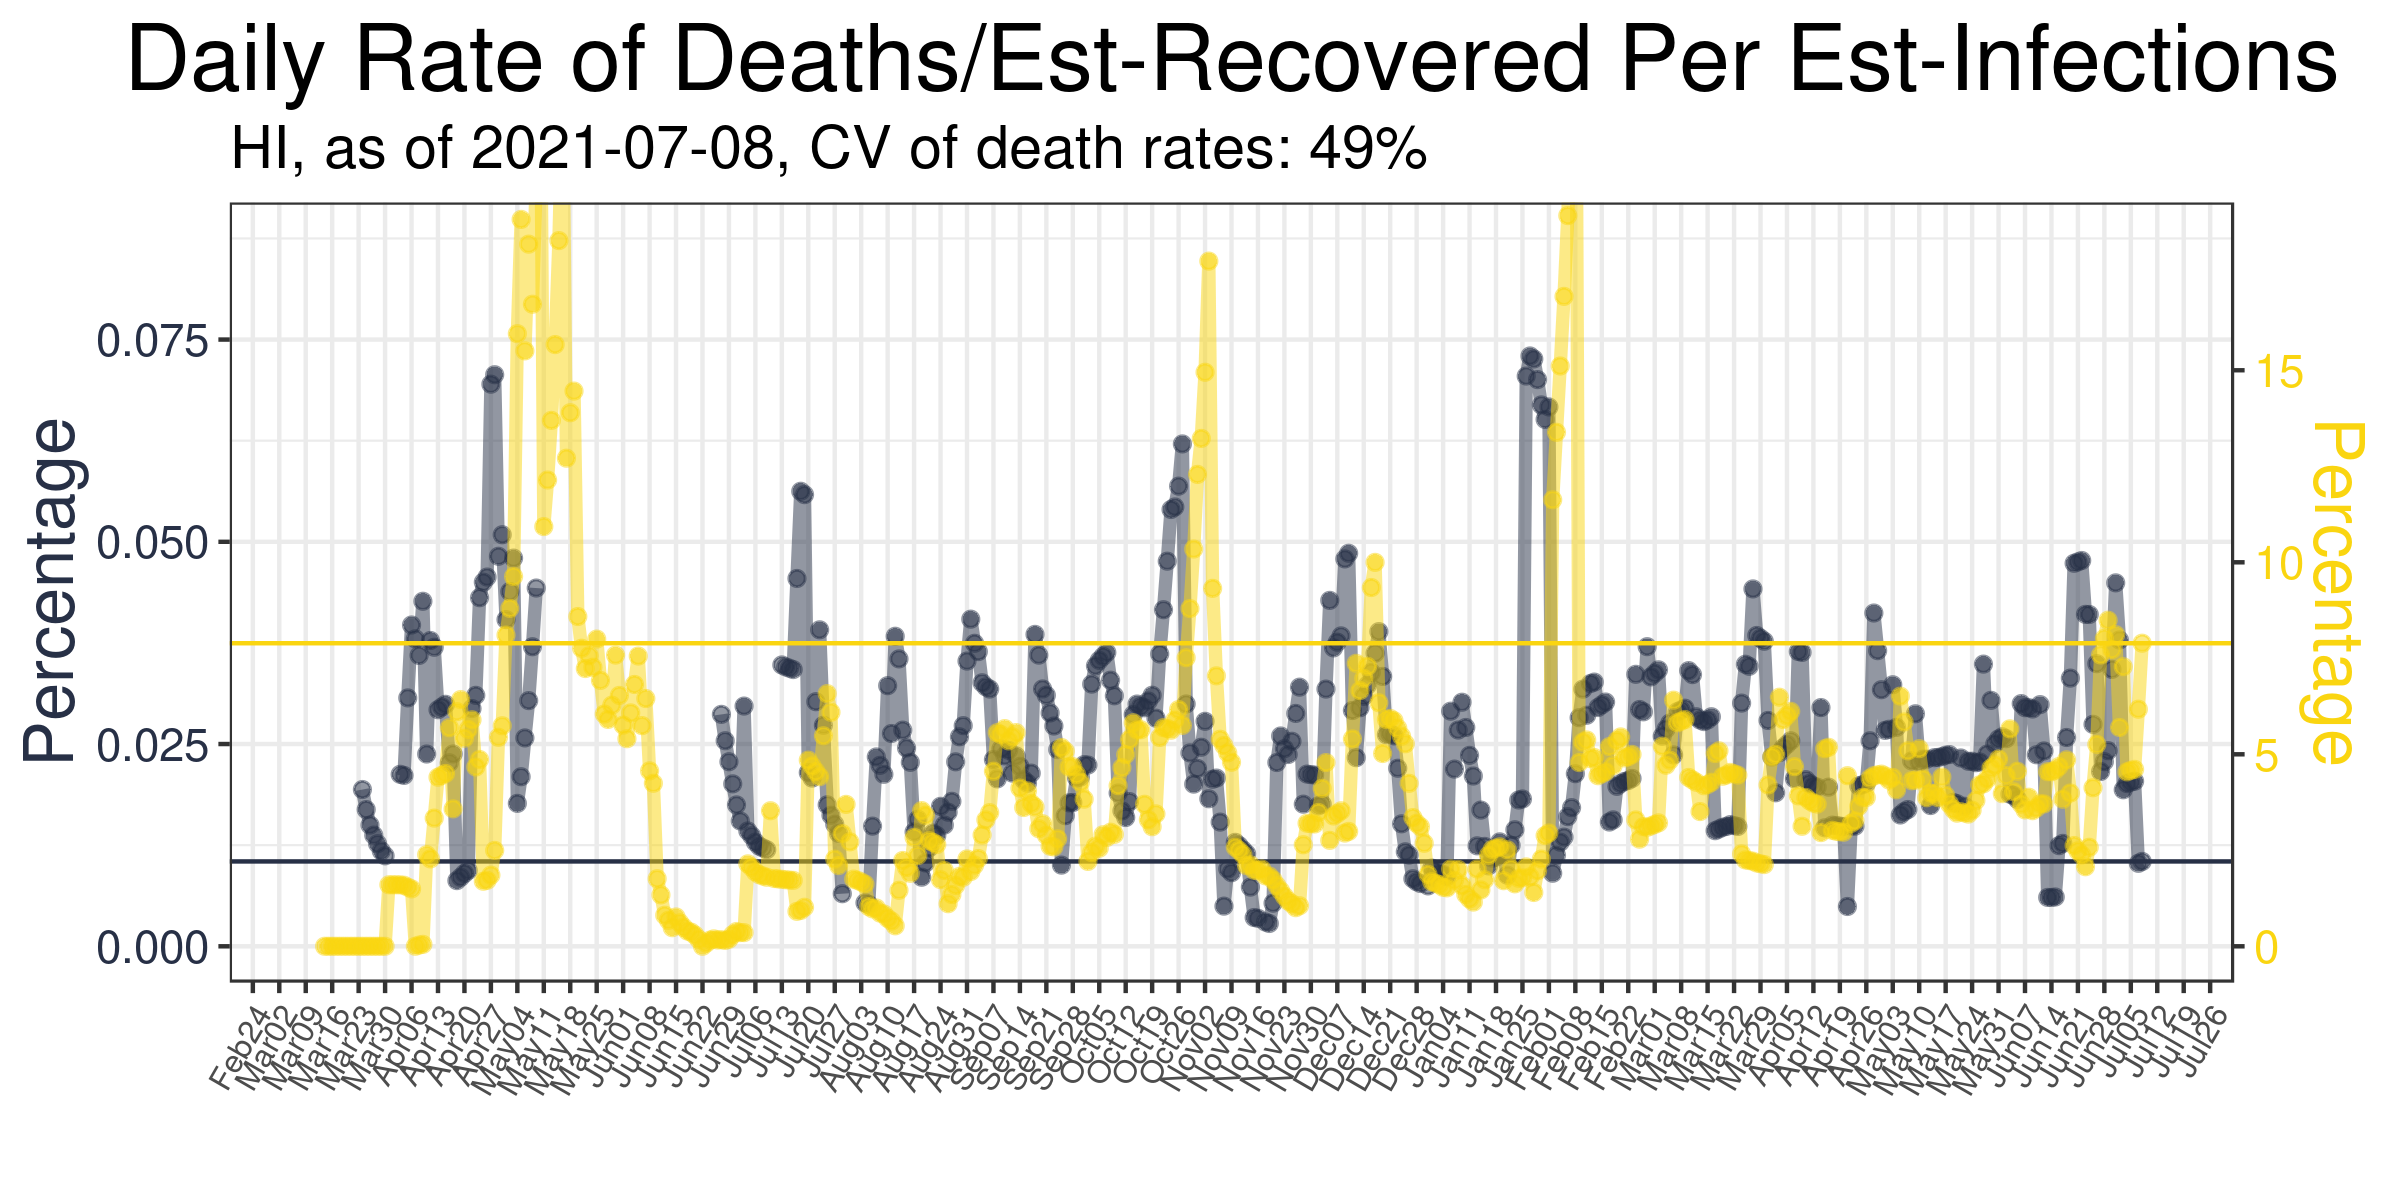 Daily Rate of Deaths/Est-Recovered Per Est-Infections
HI, as of 2021-07-08, CV of death rates: 49%
Percentage
0.075
0.050
0.025
0.000
15
10
5
0
Percentage
Feb24
Mar02
Mar09
Mar16
Mar23
Mar30
Apr06
Apr13
Apr20
Apr27
May04
May11
May18
May25
Jun01
Jun08
Jun15
Jun22
Jun29
Jul06
Jul13
Jul20
Jul27
Aug03
Aug10
Aug17
Aug24
Aug31
Sep07
Sep14
Sep21
Sep28
Oct05
Oct12
Oct19
Oct26
Nov02
Nov09
Nov16
Nov23
Nov30
Dec07
Dec14
Dec21
Dec28
Jan04
Jan11
Jan18
Jan25
Feb01
Feb08
Feb15
Feb22
Mar01
Mar08
Mar15
Mar22
Mar29
Apr05
Apr12
Apr19
Apr26
May03
May10
May17
May24
May31
Jun07
Jun14
Jun21
Jun28
Jul05
Jul12
Jul19
Jul26